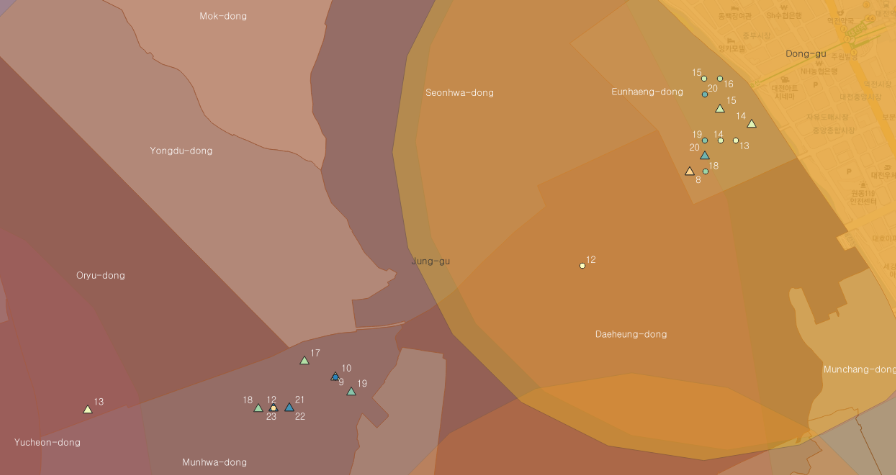 Mok-dong
Dong-gu
15
16
20
Seonhwa-dong
Eunhaeng-dong
15
14
19
14
13
20
Yongdu-dong
18
8
Jung-gu
12
Oryu-dong
Daeheung-dong
17
10
9
19
Munchang-dong
13
18
12
21
23
22
Yucheon-dong
Munhwa-dong
P
P